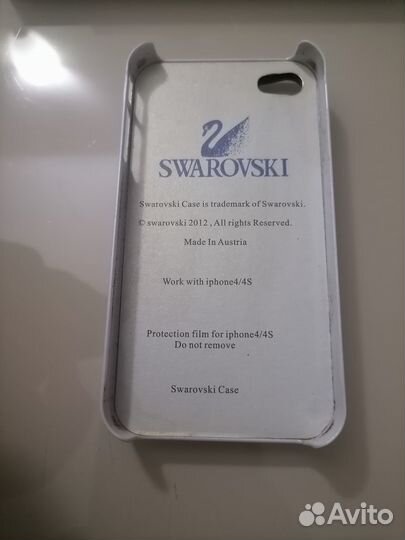 SWAROVSKI
Swarovski Case is trademark of Swarovski.
© swarovski 2012 , All rights Reserved.
Made In Austria
Work with iphone4/4S
Protection film for iphone4/4S
Do not remove
Swarovski Case
Avito